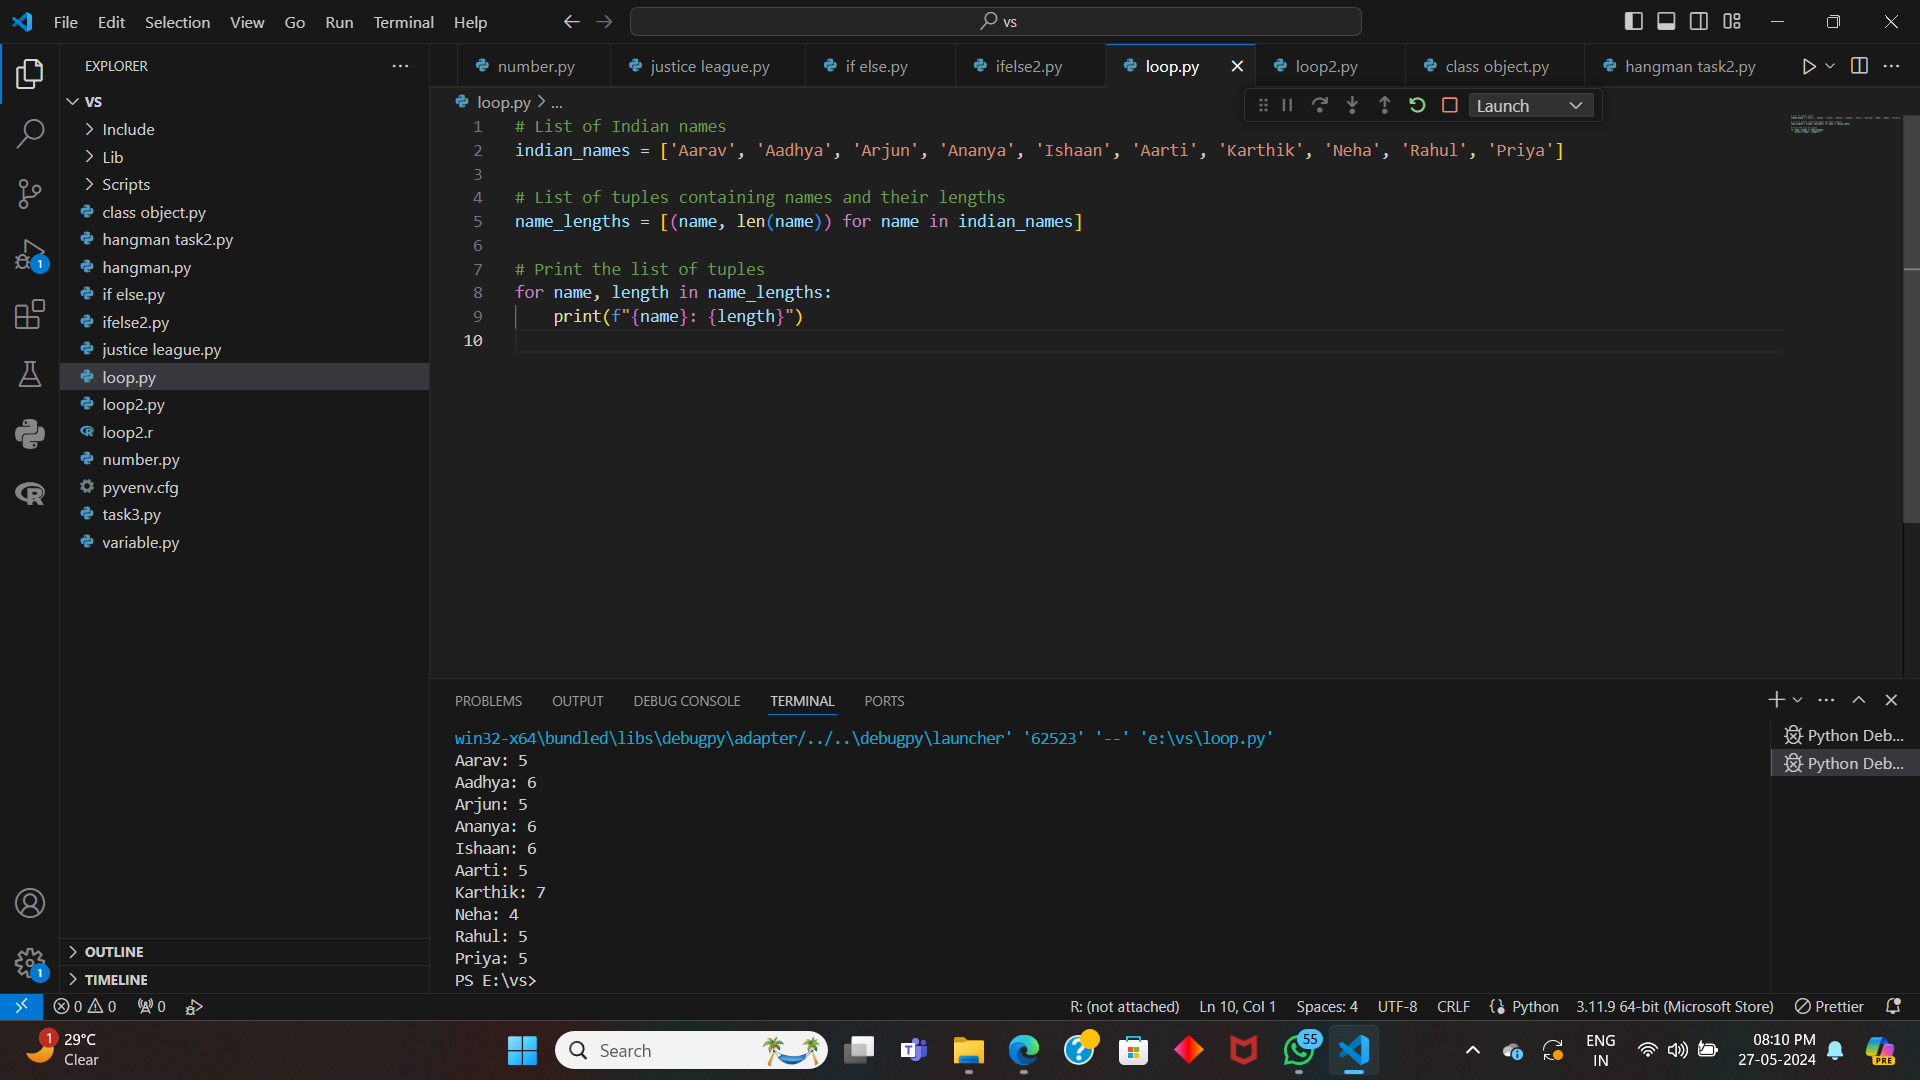 File Edit Selection View Go Run Terminal Help
vs
EXPLORER
VS
Include
Lib
Scripts
class object.py
hangman task2.py
hangman.py
if else.py
ifelse2.py
justice league.py
loop.py
loop2.py
loop2.r
number.py
pyvenv.cfg
task3.py
variable.py
OUTLINE
TIMELINE
number.py justice league.py if else.py ifelse2.py loop.py loop2.py class object.py hangman task2.py
loop.py > ...
Launch
1 # List of Indian names
2 indian_names = ['Aarav', 'Aadhya', 'Arjun', 'Ananya', 'Ishaan', 'Aarti', 'Karthik', 'Neha', 'Rahul', 'Priya']
3
4 # List of tuples containing names and their lengths
5 name_lengths = [(name, len(name)) for name in indian_names]
6
7 # Print the list of tuples
8 for name, length in name_lengths:
9     print(f"{name}: {length}")
10
PROBLEMS OUTPUT DEBUG CONSOLE TERMINAL PORTS
win32-x64\bundled\libs\debugpy\adapter/../..\debugpy\launcher' '62523' '--' 'e:\vs\loop.py'
Aarav: 5
Aadhya: 6
Arjun: 5
Ananya: 6
Ishaan: 6
Aarti: 5
Karthik: 7
Neha: 4
Rahul: 5
Priya: 5
PS E:\vs>
Python Deb...
Python Deb...
1
1
0 0 0 R: (not attached) Ln 10, Col 1 Spaces: 4 UTF-8 CRLF Python 3.11.9 64-bit (Microsoft Store) Prettier
1 29°C
Clear
Search
55
PRE
ENG
IN
08:10 PM
27-05-2024